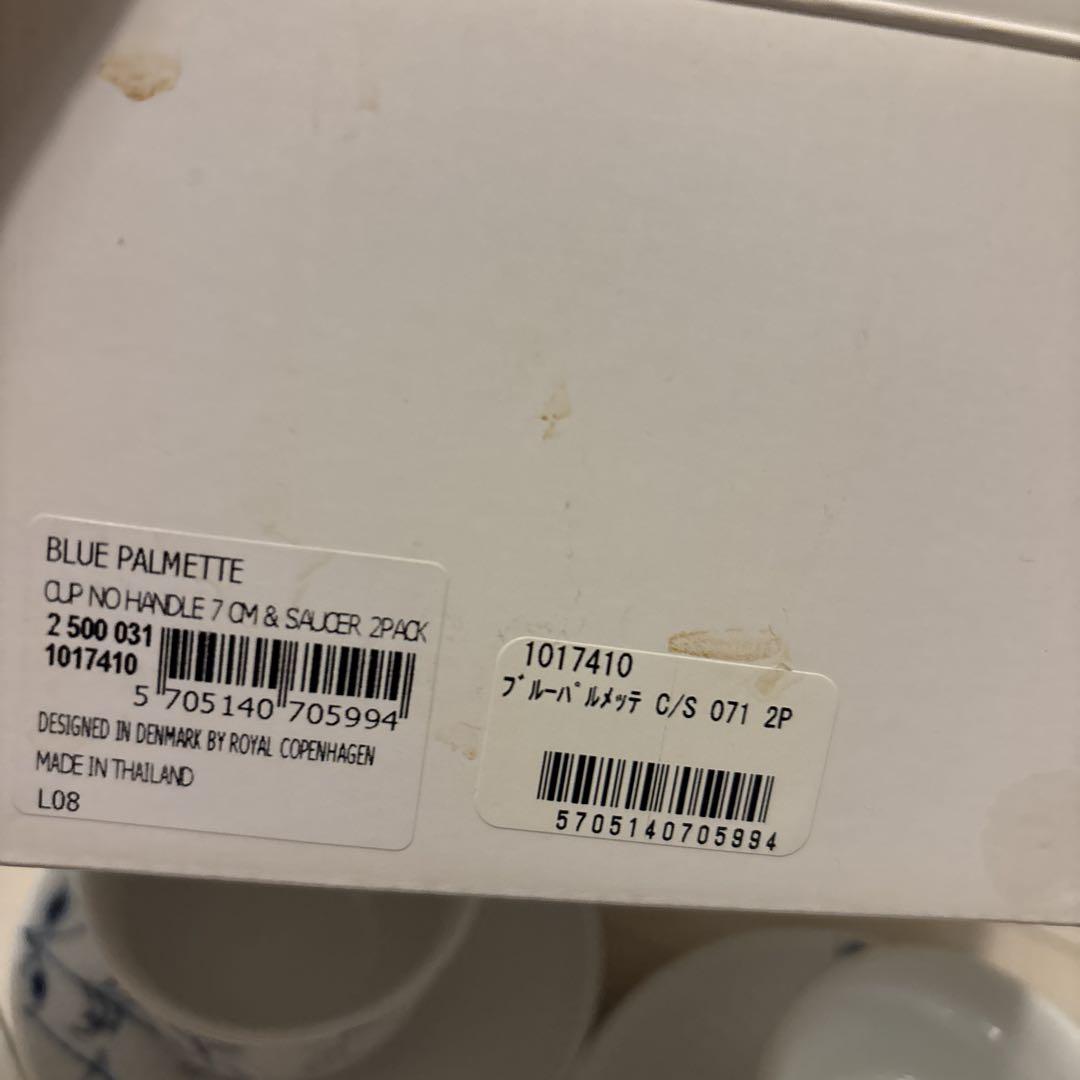 BLUE PALMETTE
CUP NO HANDLE 7 CM & SAUCER 2PACK
2 500 031
1017410
5 705140 705994
DESIGNED IN DENMARK BY ROYAL COPENHAGEN
MADE IN THAILAND
L08
1017410
ﾌﾞﾙｰﾊﾟﾙﾒｯﾃ C/S 071 2P
5705140705994